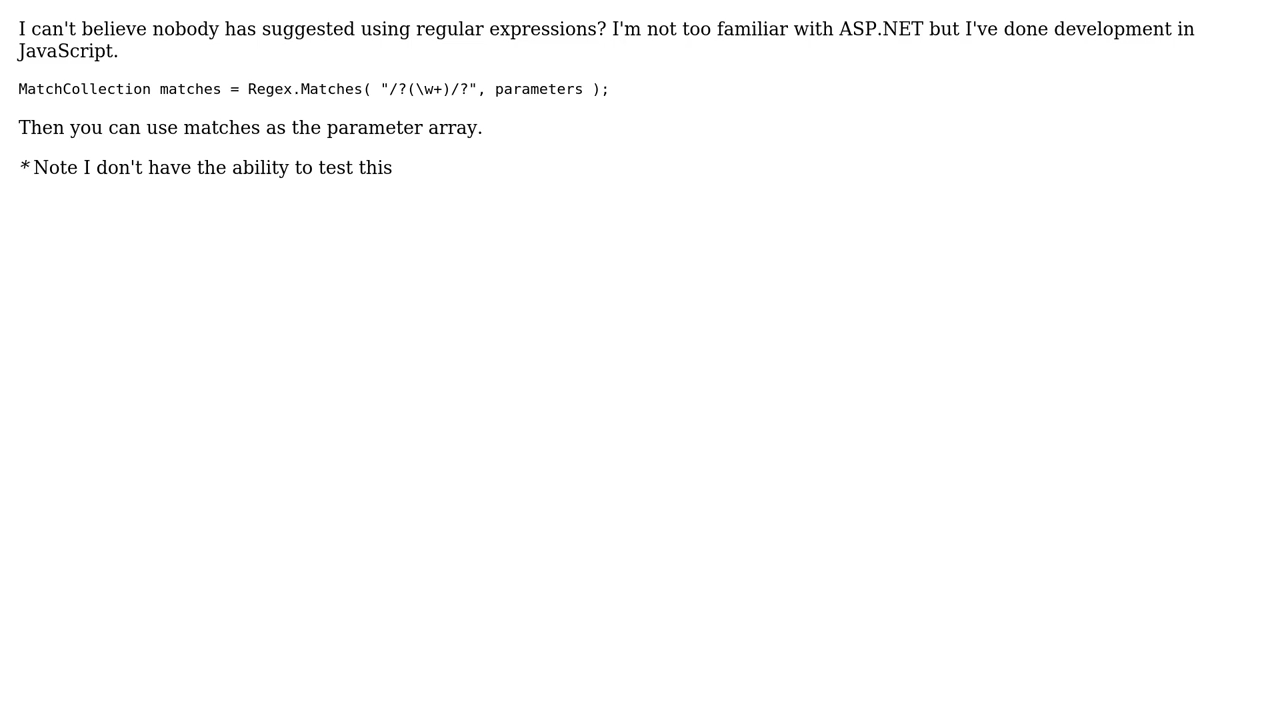 I can't believe nobody has suggested using regular expressions? I'm not too familiar with ASP.NET but I've done development in
JavaScript.
MatchCollection matches = Regex.Matches( "/?(\w+)/?", parameters );
Then you can use matches as the parameter array.
* Note I don't have the ability to test this